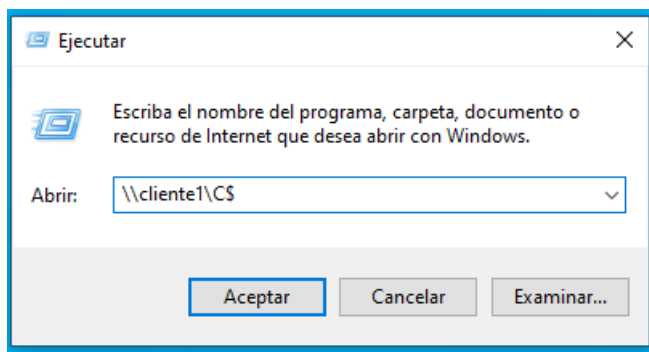 Ejecutar
Escriba el nombre del programa, carpeta, documento o
recurso de Internet que desea abrir con Windows.
Abrir: \\cliente1\C$
Aceptar Cancelar Examinar...